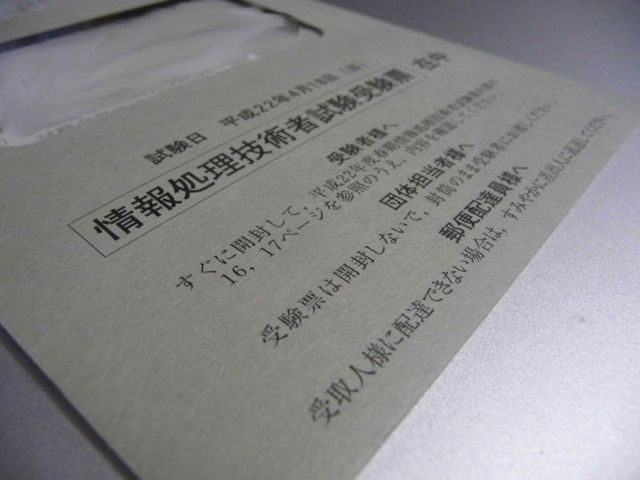 試験日 平成22年4月18日(日)
情報処理技術者試験受験票 在中
受験者様へ
すぐに開封して、平成22年度春期情報処理技術者試験案内書の
16,17ページを参照のうえ、内容を確認してください。
団体担当者様へ
受験票は開封しないで、封筒のまま受験者にお渡しください。
郵便配達員様へ
受取人様に配達できない場合は、すみやかに差出人に返還してください。